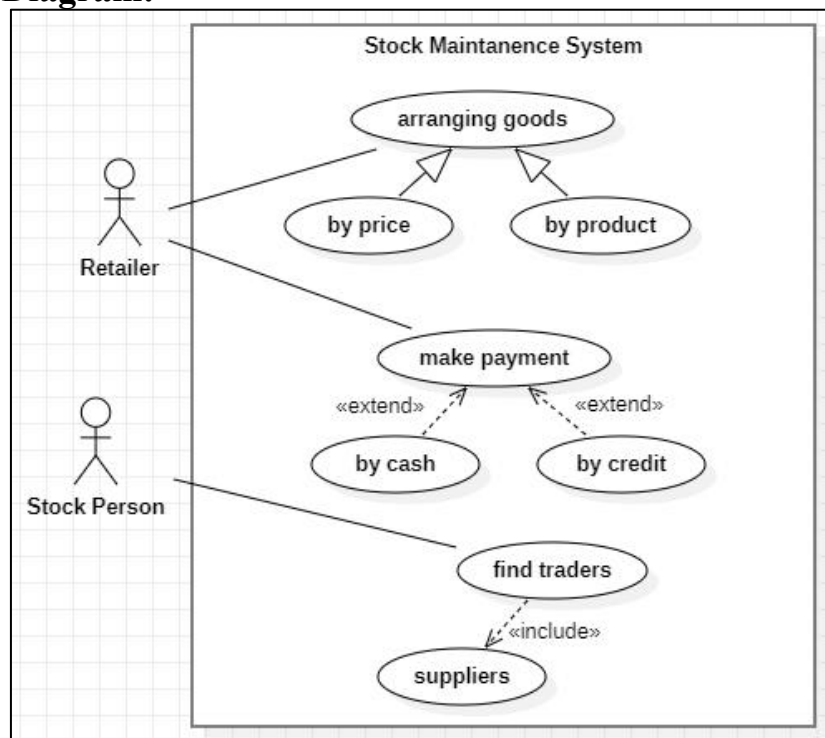 Stock Maintanence System
arranging goods
by price
by product
Retailer
make payment
«extend»
«extend»
by cash
by credit
Stock Person
find traders
«include»
suppliers